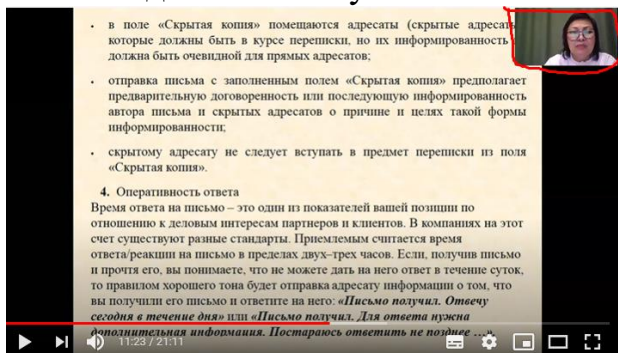 • в поле «Скрытая копия» помещаются адресаты (скрытые адресаты
которые должны быть в курсе переписки, но их информированность
должна быть очевидной для прямых адресатов;
• отправка письма с заполненным полем «Скрытая копия» предполагает
предварительную договоренность или последующую информированность
автора письма и скрытых адресатов о причине и целях такой формы
информированности;
• скрытому адресату не следует вступать в предмет переписки из поля
«Скрытая копия».
4. Оперативность ответа
Время ответа на письмо – это один из показателей вашей позиции по
отношению к деловым интересам партнеров и клиентов. В компаниях на этот
счет существуют разные стандарты. Приемлемым считается время
ответа/реакции на письмо в пределах двух–трех часов. Если, получив письмо
и прочтя его, вы понимаете, что не можете дать на него ответ в течение суток,
то правилом хорошего тона будет отправка адресату информации о том, что
вы получили его письмо и ответите на него: «Письмо получил. Отвечу
сегодня в течение дня» или «Письмо получил. Для ответа нужна
дополнительная информация. Постараюсь ответить не позднее …».
11:23 / 21:11